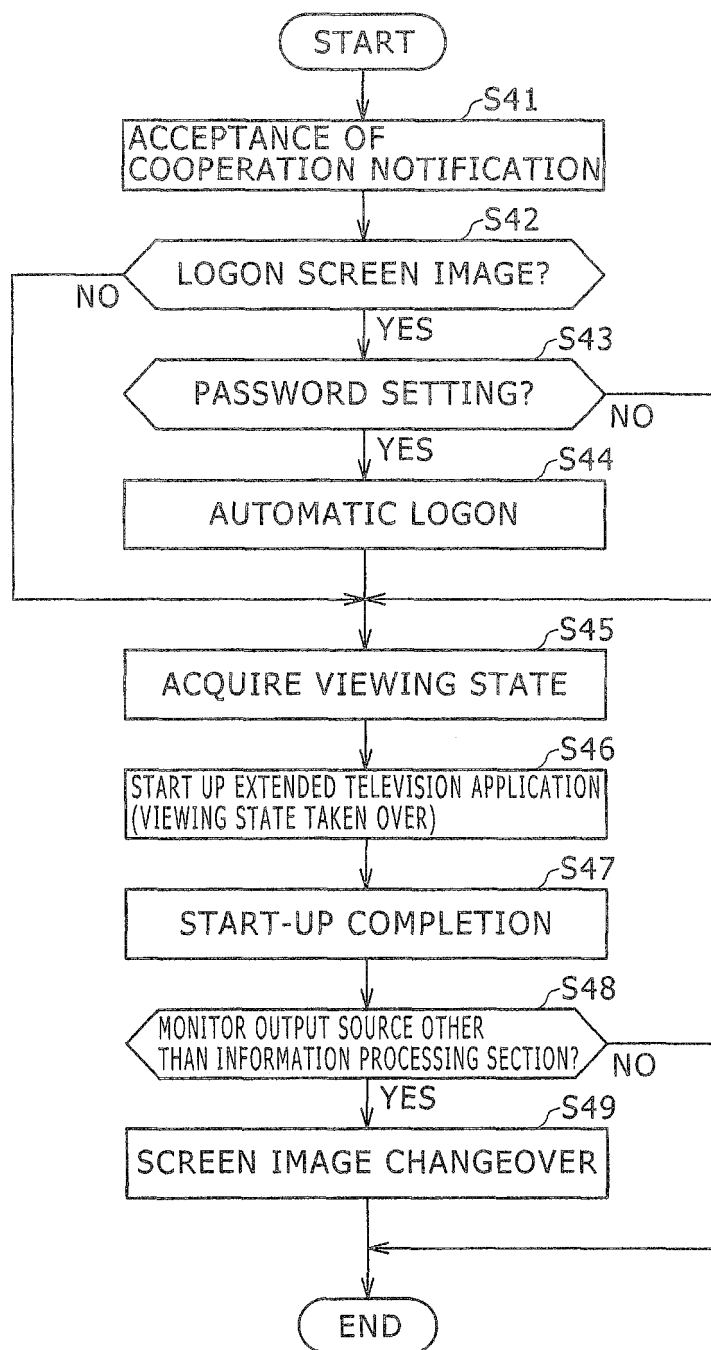 START
S41
ACCEPTANCE OF
COOPERATION NOTIFICATION
S42
LOGON SCREEN IMAGE?
NO
YES
S43
PASSWORD SETTING?
NO
YES
S44
AUTOMATIC LOGON
S45
ACQUIRE VIEWING STATE
S46
START UP EXTENDED TELEVISION APPLICATION
(VIEWING STATE TAKEN OVER)
S47
START-UP COMPLETION
S48
MONITOR OUTPUT SOURCE OTHER
THAN INFORMATION PROCESSING SECTION?
NO
YES
S49
SCREEN IMAGE CHANGEOVER
END